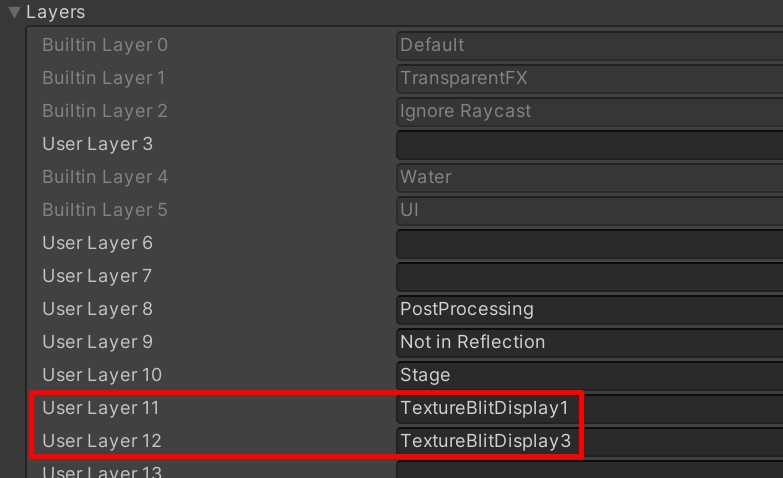 Layers
Builtin Layer 0 Default
Builtin Layer 1 TransparentFX
Builtin Layer 2 Ignore Raycast
User Layer 3
Builtin Layer 4 Water
Builtin Layer 5 UI
User Layer 6
User Layer 7
User Layer 8 PostProcessing
User Layer 9 Not in Reflection
User Layer 10 Stage
User Layer 11 TextureBlitDisplay1
User Layer 12 TextureBlitDisplay3
User Layer 13